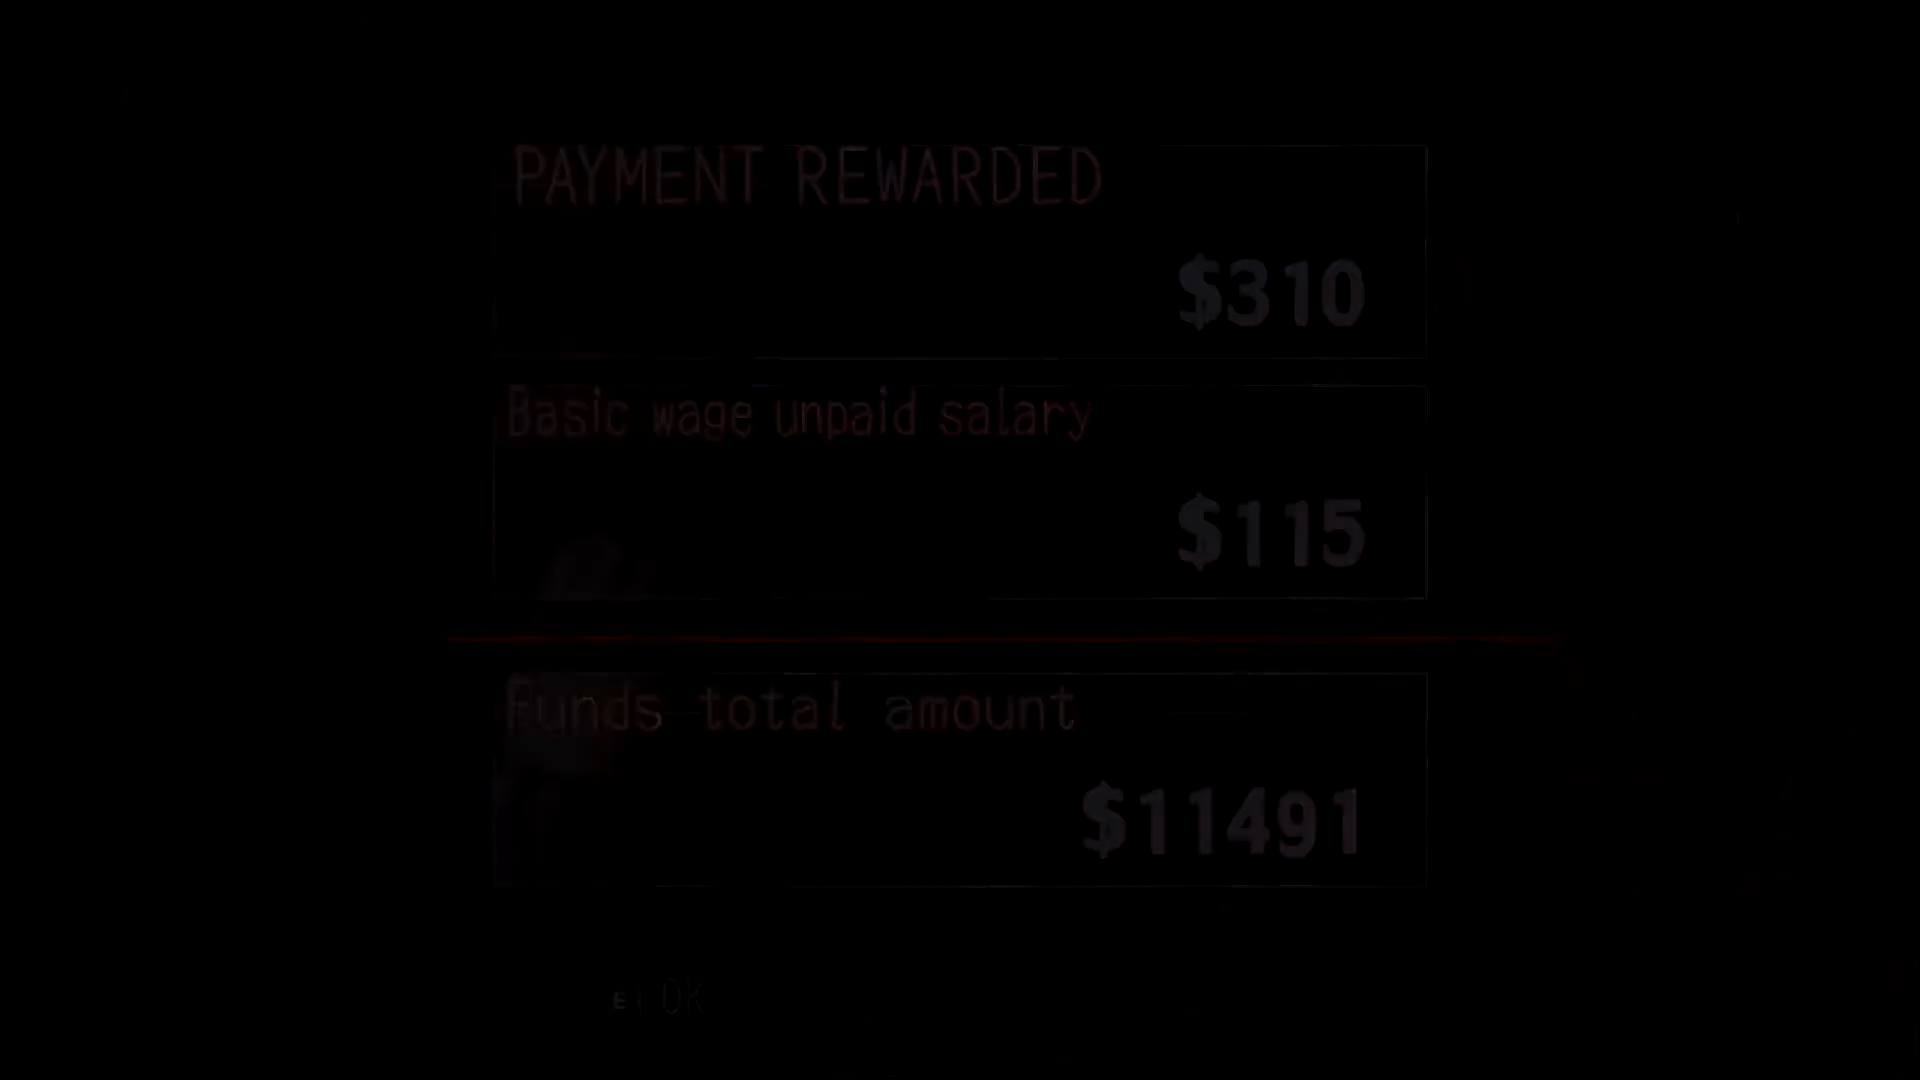 PAYMENT REWARDED
$310
Basic wage unpaid salary
$115
Funds total amount
$11491
E OK